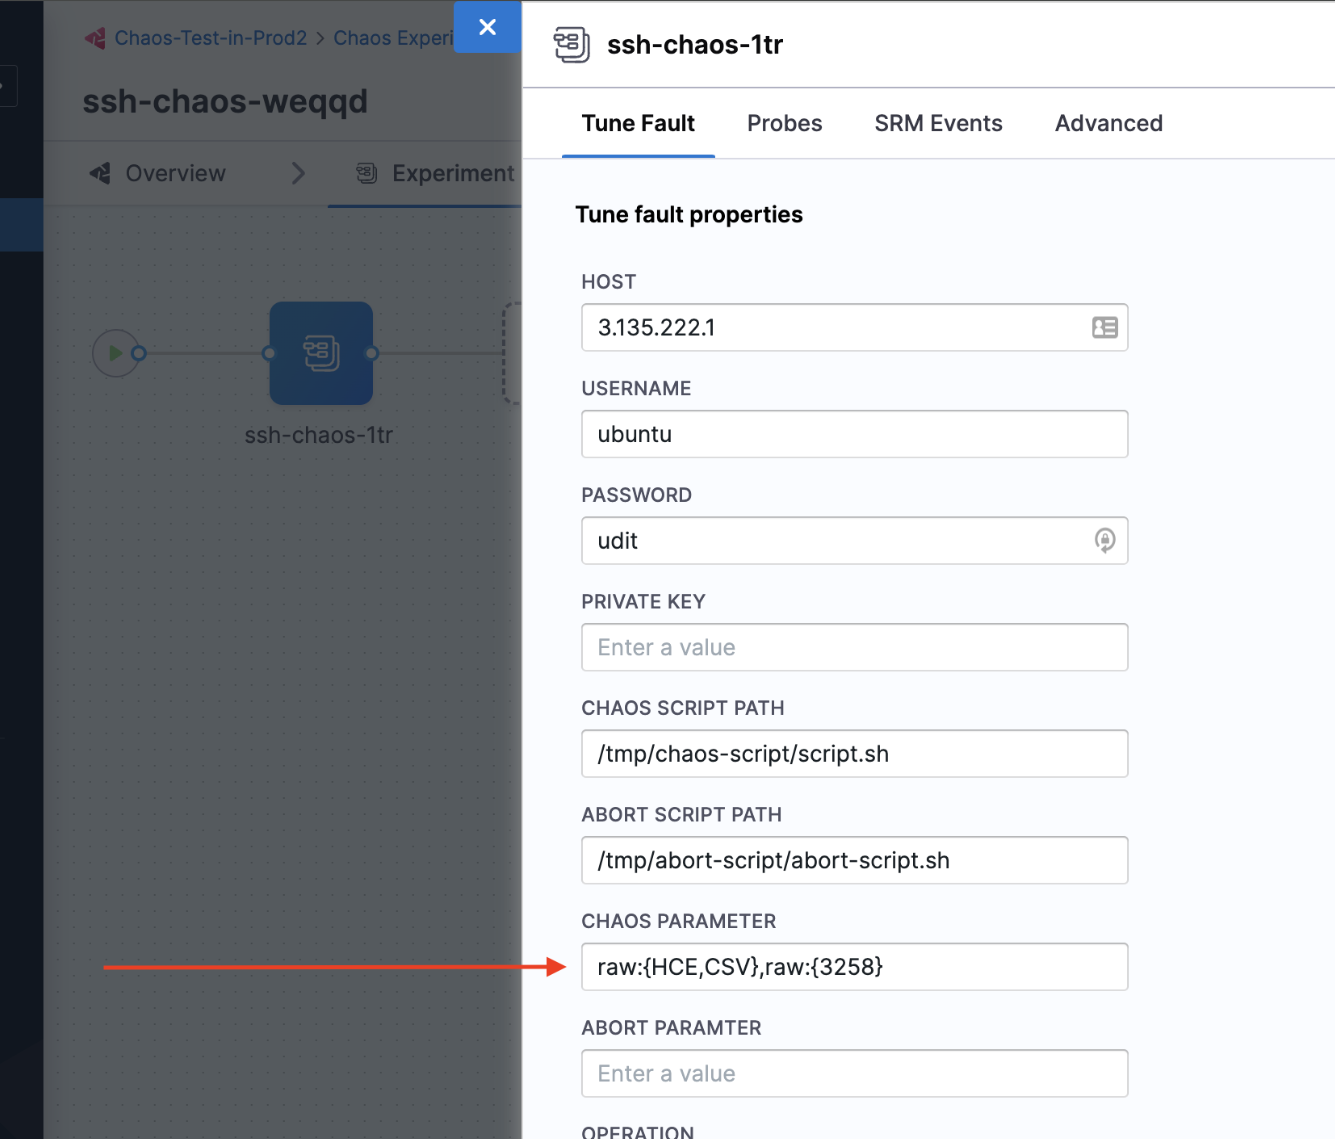 Chaos-Test-in-Prod2 > Chaos Experi
ssh-chaos-weqqd
Overview
Experiment
ssh-chaos-1tr
ssh-chaos-1tr
Tune Fault
Probes
SRM Events
Advanced
Tune fault properties
HOST
3.135.222.1
USERNAME
ubuntu
PASSWORD
udit
PRIVATE KEY
Enter a value
CHAOS SCRIPT PATH
/tmp/chaos-script/script.sh
ABORT SCRIPT PATH
/tmp/abort-script/abort-script.sh
CHAOS PARAMETER
raw:{HCE,CSV},raw:{3258}
ABORT PARAMTER
Enter a value
OPERATION